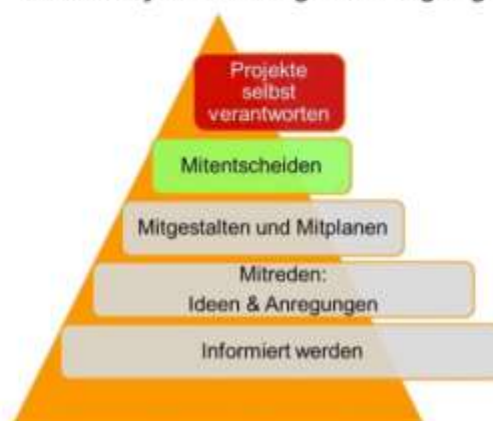 Projekte
selbst
verantworten
Mitentscheiden
Mitgestalten und Mitplanen
Mitreden:
Ideen & Anregungen
Informiert werden